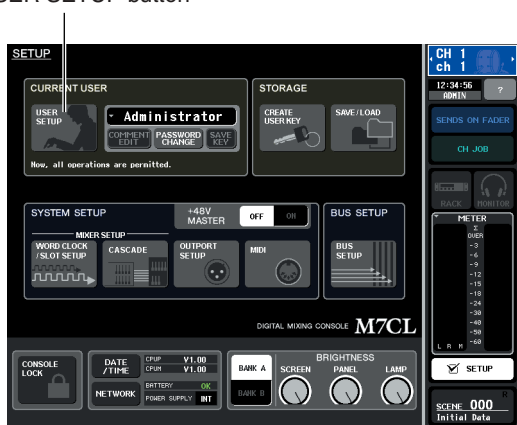 SETUP button
SETUP
CURRENT USER
USER SETUP
Administrator
COMMENT EDIT
PASSWORD CHANGE
SAVE KEY
Now, all operations are permitted.
STORAGE
CREATE USER KEY
SAVE/LOAD
SYSTEM SETUP
+48V MASTER
OFF
ON
MIXER SETUP
WORD CLOCK /SLOT SETUP
CASCADE
OUTPORT SETUP
MIDI
BUS SETUP
BUS SETUP
DIGITAL MIXING CONSOLE M7CL
CONSOLE LOCK
DATE /TIME
CPUP V1.00
CPUM V1.00
NETWORK
BATTERY OK
POWER SUPPLY INT
BANK A
BANK B
BRIGHTNESS
SCREEN
PANEL
LAMP
CH 1
ch 1
12:34:56
ADMIN
?
SENDS ON FADER
CH JOB
RACK
MONITOR
METER
Σ
OVER
-3
-6
-9
-12
-15
-18
-24
-30
-40
-50
-60
L R M
SETUP
R
SCENE 000
Initial Data